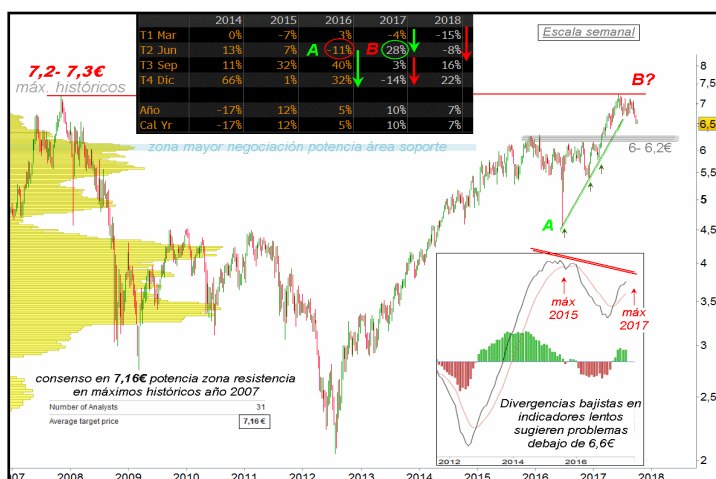 2014 2015 2016 2017 2018
T1 Mar 0% -7% 3% -4% -15%
T2 Jun 13% 7% -11% 28% -8%
T3 Sep 11% 32% 40% 3% 16%
T4 Dic 66% 1% 32% -14% 22%
Año -17% 12% 5% 10% 7%
Cal Yr -17% 12% 5% 10% 7%
A
B
Escala semanal
7,2- 7,3€
máx. históricos
B?
zona mayor negociación potencia área soporte
6- 6,2€
A
8
7,5
7
6,5
6
5,5
5
4,5
4
3,5
3
2,5
2
máx
2015
máx
2017
Divergencias bajistas en
indicadores lentos
sugieren problemas
debajo de 6,6€
2012 2014 2016
consenso en 7,16€ potencia zona resistencia
en máximos históricos año 2007
Number of Analysts 31
Average target price 7,16 €
07 2008 2009 2010 2011 2012 2013 2014 2015 2016 2017 2018